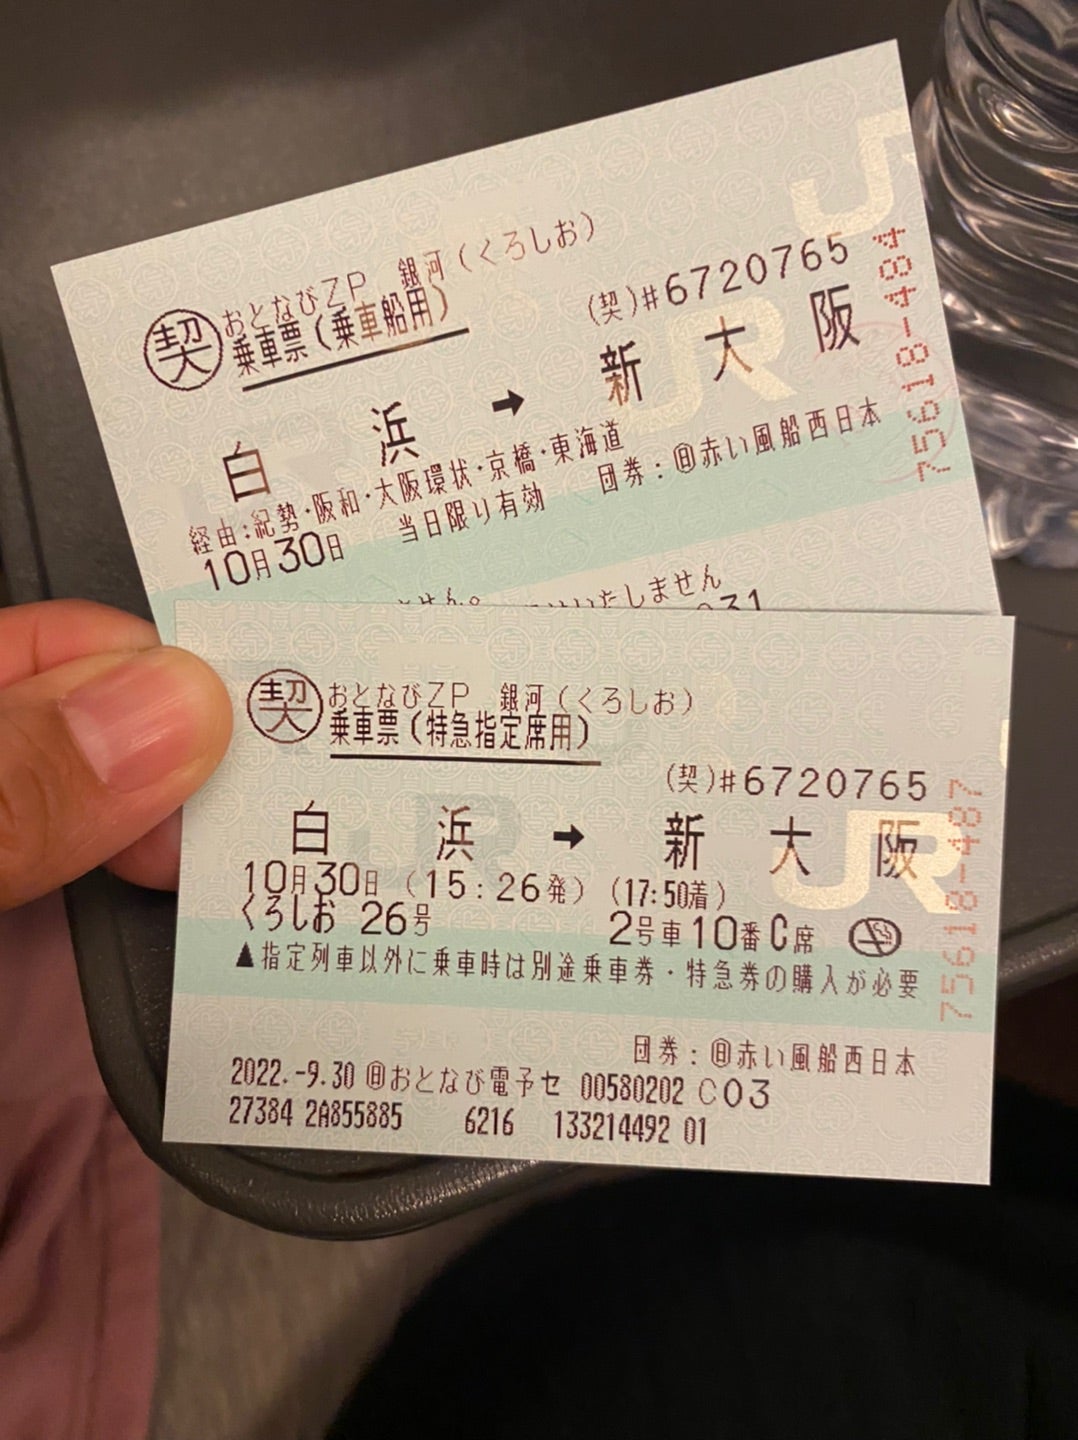 契 おとなびZP 銀河(くろしお)
乗車票(乗車船用)
(契)#6720765
75618-484
白浜 → 新大阪
経由:紀勢・阪和・大阪環状・京橋・東海道
10月30日 当日限り有効 団券:日赤い風船西日本
いたしません
契 おとなびZP 銀河(くろしお)
乗車票(特急指定席用)
(契)#6720765
75618-487
白浜 → 新大阪
10月30日 (15:26発) (17:50着)
くろしお 26号 2号車10番C席
▲指定列車以外に乗車時は別途乗車券・特急券の購入が必要
団券:日赤い風船西日本
2022.-9.30 日おとなび電予セ 00580202 C03
27384 2A855885 6216 133214492 01
JR